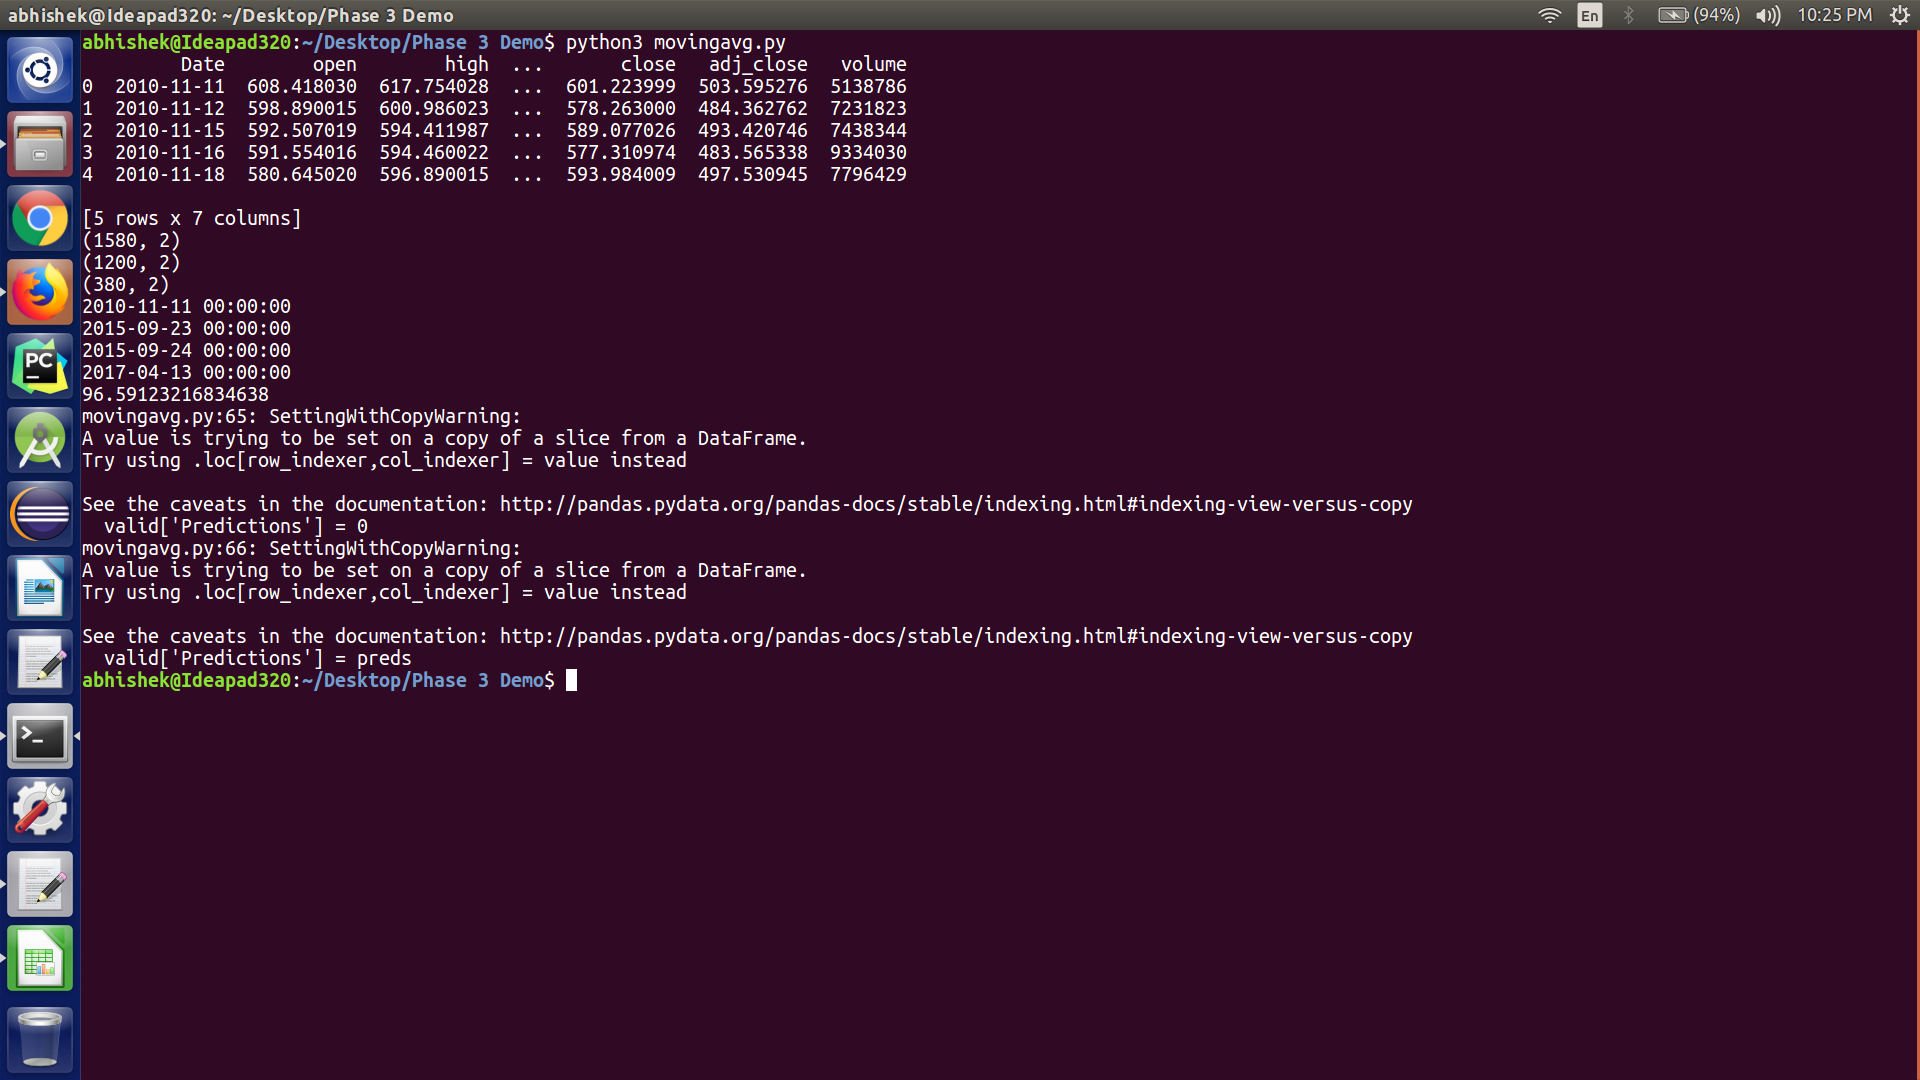 abhishek@Ideapad320: ~/Desktop/Phase 3 Demo
En (94%) 10:25 PM
abhishek@Ideapad320:~/Desktop/Phase 3 Demo$ python3 movingavg.py
         Date        open        high  ...       close   adj_close   volume
0  2010-11-11  608.418030  617.754028  ...  601.223999  503.595276  5138786
1  2010-11-12  598.890015  600.986023  ...  578.263000  484.362762  7231823
2  2010-11-15  592.507019  594.411987  ...  589.077026  493.420746  7438344
3  2010-11-16  591.554016  594.460022  ...  577.310974  483.565338  9334030
4  2010-11-18  580.645020  596.890015  ...  593.984009  497.530945  7796429
[5 rows x 7 columns]
(1580, 2)
(1200, 2)
(380, 2)
2010-11-11 00:00:00
2015-09-23 00:00:00
2015-09-24 00:00:00
2017-04-13 00:00:00
96.59123216834638
movingavg.py:65: SettingWithCopyWarning:
A value is trying to be set on a copy of a slice from a DataFrame.
Try using .loc[row_indexer,col_indexer] = value instead
See the caveats in the documentation: http://pandas.pydata.org/pandas-docs/stable/indexing.html#indexing-view-versus-copy
  valid['Predictions'] = 0
movingavg.py:66: SettingWithCopyWarning:
A value is trying to be set on a copy of a slice from a DataFrame.
Try using .loc[row_indexer,col_indexer] = value instead
See the caveats in the documentation: http://pandas.pydata.org/pandas-docs/stable/indexing.html#indexing-view-versus-copy
  valid['Predictions'] = preds
abhishek@Ideapad320:~/Desktop/Phase 3 Demo$
PC
>_